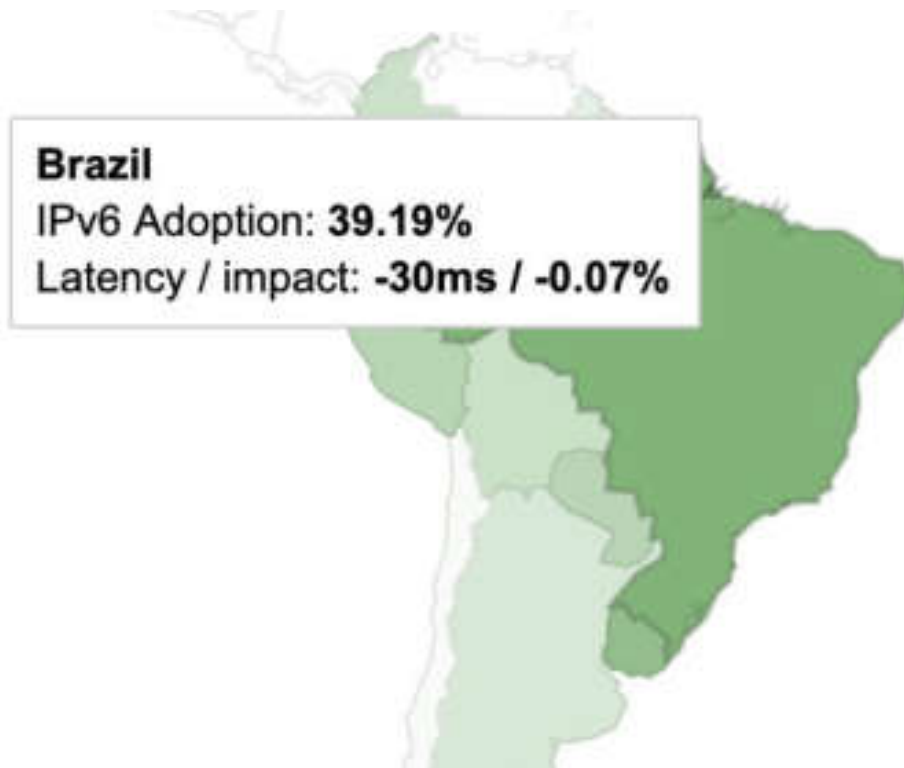 Brazil
IPv6 Adoption: 39.19%
Latency / impact: -30ms / -0.07%